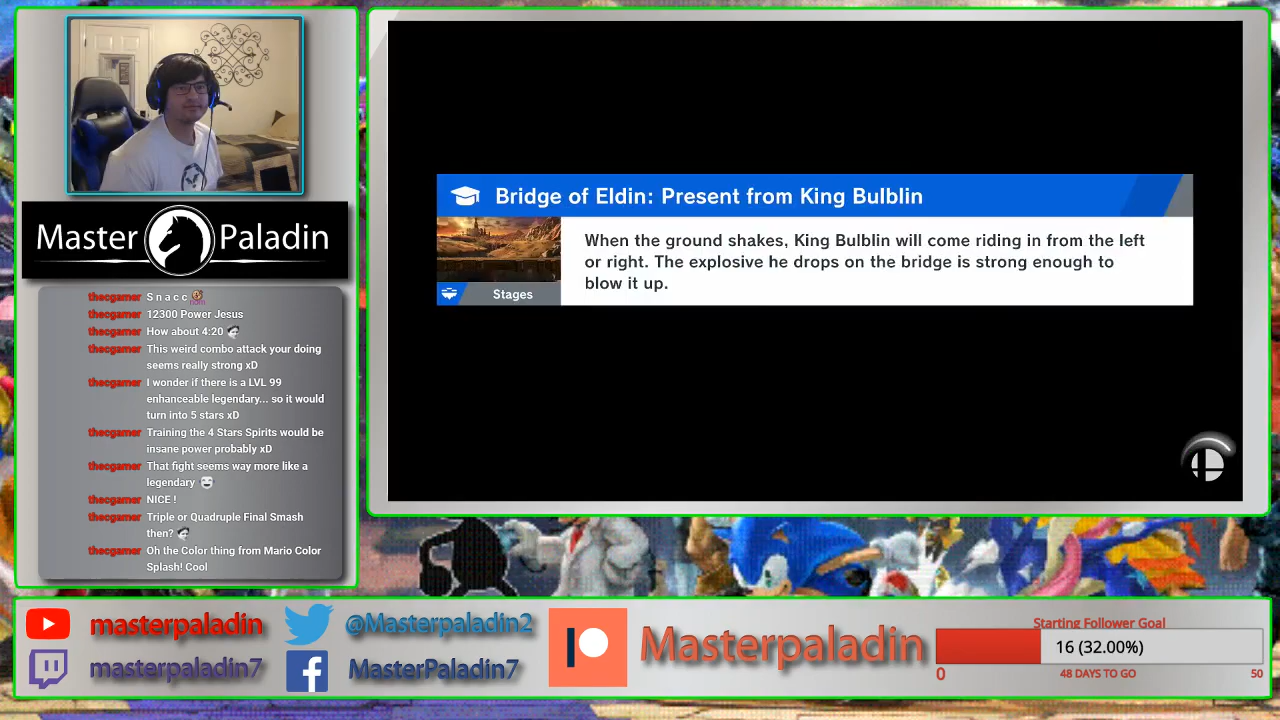 Master Paladin
thecgamer S n a c c
thecgamer 12300 Power Jesus
thecgamer How about 4:20
thecgamer This weird combo attack your doing
seems really strong xD
thecgamer I wonder if there is a LVL 99
enhanceable legendary... so it would
turn into 5 stars xD
thecgamer Training the 4 Stars Spirits would be
insane power probably xD
thecgamer That fight seems way more like a
legendary
thecgamer NICE !
thecgamer Triple or Quadruple Final Smash
then?
thecgamer Oh the Color thing from Mario Color
Splash! Cool
Bridge of Eldin: Present from King Bulblin
When the ground shakes, King Bulblin will come riding in from the left
or right. The explosive he drops on the bridge is strong enough to
blow it up.
Stages
masterpaladin
@Masterpaladin2
masterpaladin7
MasterPaladin7
Masterpaladin
Starting Follower Goal
16 (32.00%)
0 48 DAYS TO GO 50